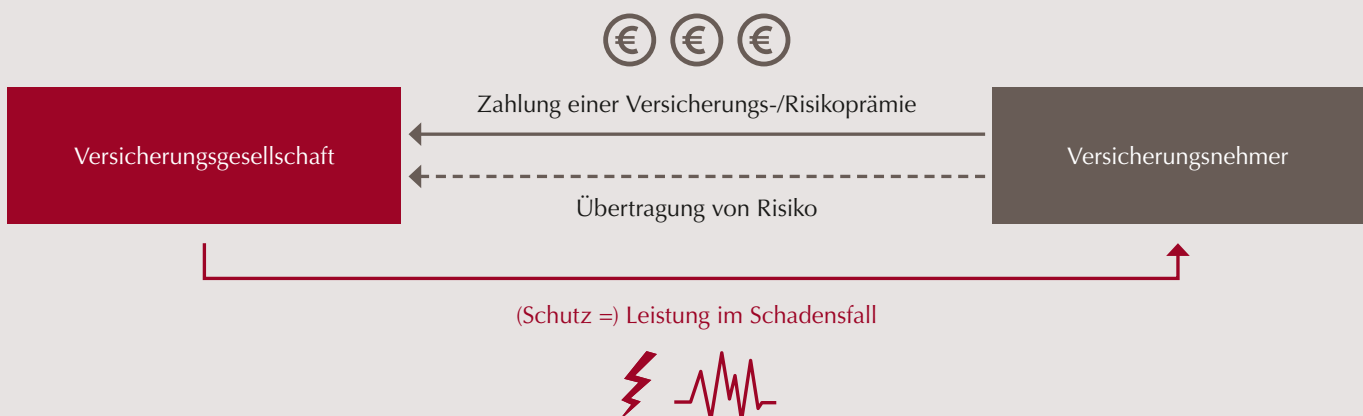 € € €
Zahlung einer Versicherungs-/Risikoprämie
Versicherungsgesellschaft
Versicherungsnehmer
Übertragung von Risiko
(Schutz =) Leistung im Schadensfall